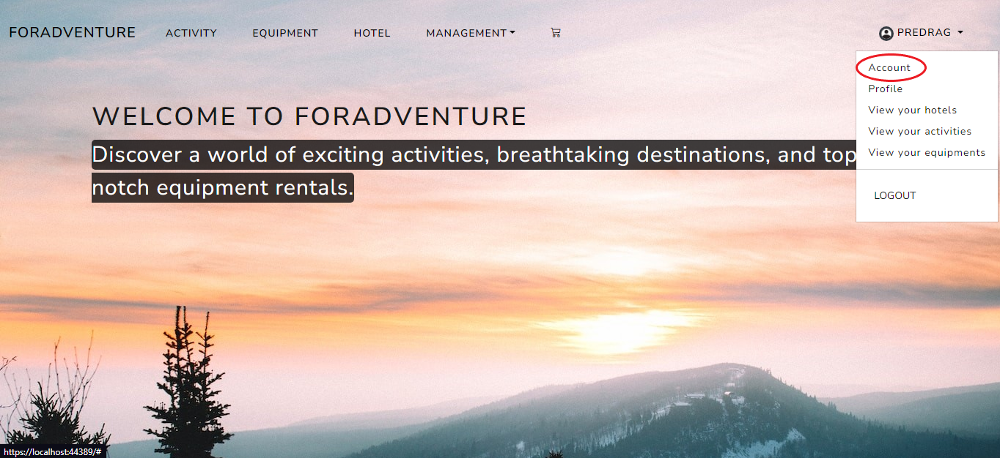 FORADVENTURE ACTIVITY EQUIPMENT HOTEL MANAGEMENT PREDRAG
Account
Profile
View your hotels
View your activities
View your equipments
LOGOUT
WELCOME TO FORADVENTURE
Discover a world of exciting activities, breathtaking destinations, and top
notch equipment rentals.
https://localhost:44389/#